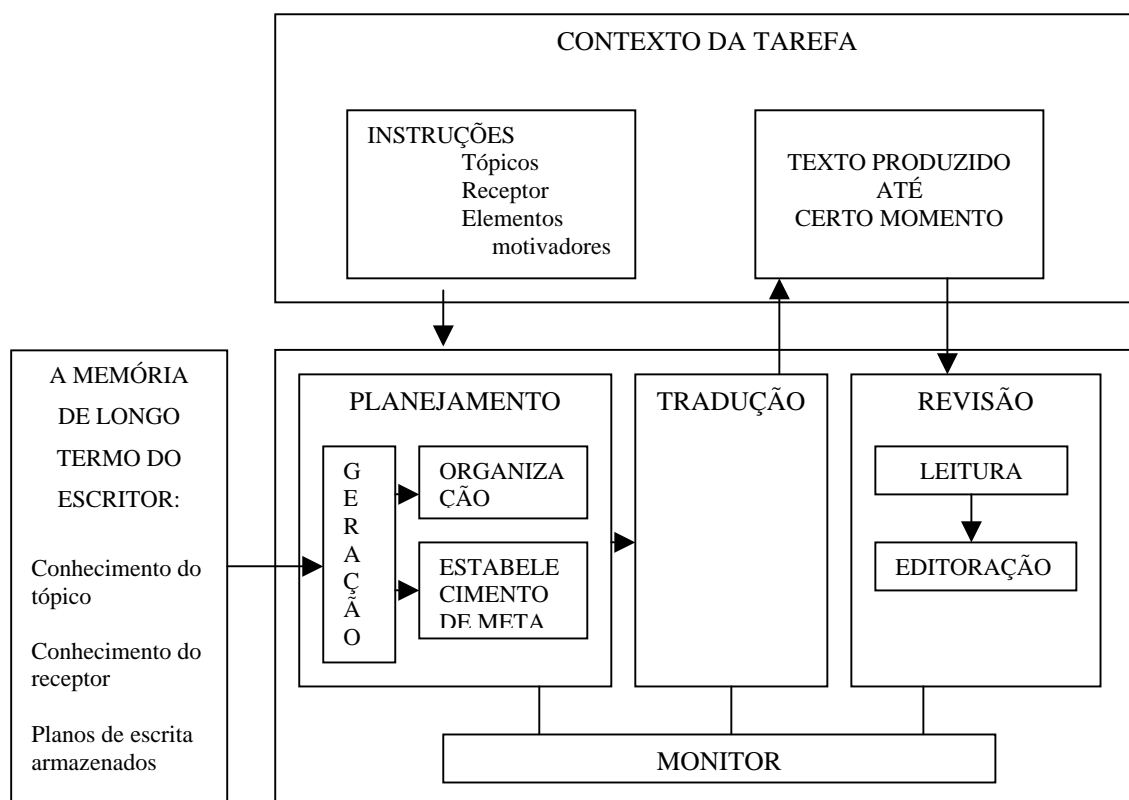 CONTEXTO DA TAREFA
INSTRUÇÕES
Tópicos
Receptor
Elementos
motivadores
TEXTO PRODUZIDO
ATÉ
CERTO MOMENTO
A MEMÓRIA
DE LONGO
TERMO DO
ESCRITOR:
Conhecimento do
tópico
Conhecimento do
receptor
Planos de escrita
armazenados
PLANEJAMENTO
G
E
R
A
Ç
Ã
O
ORGANIZA
ÇÃO
ESTABELE
CIMENTO
DE META
TRADUÇÃO
REVISÃO
LEITURA
EDITORAÇÃO
MONITOR